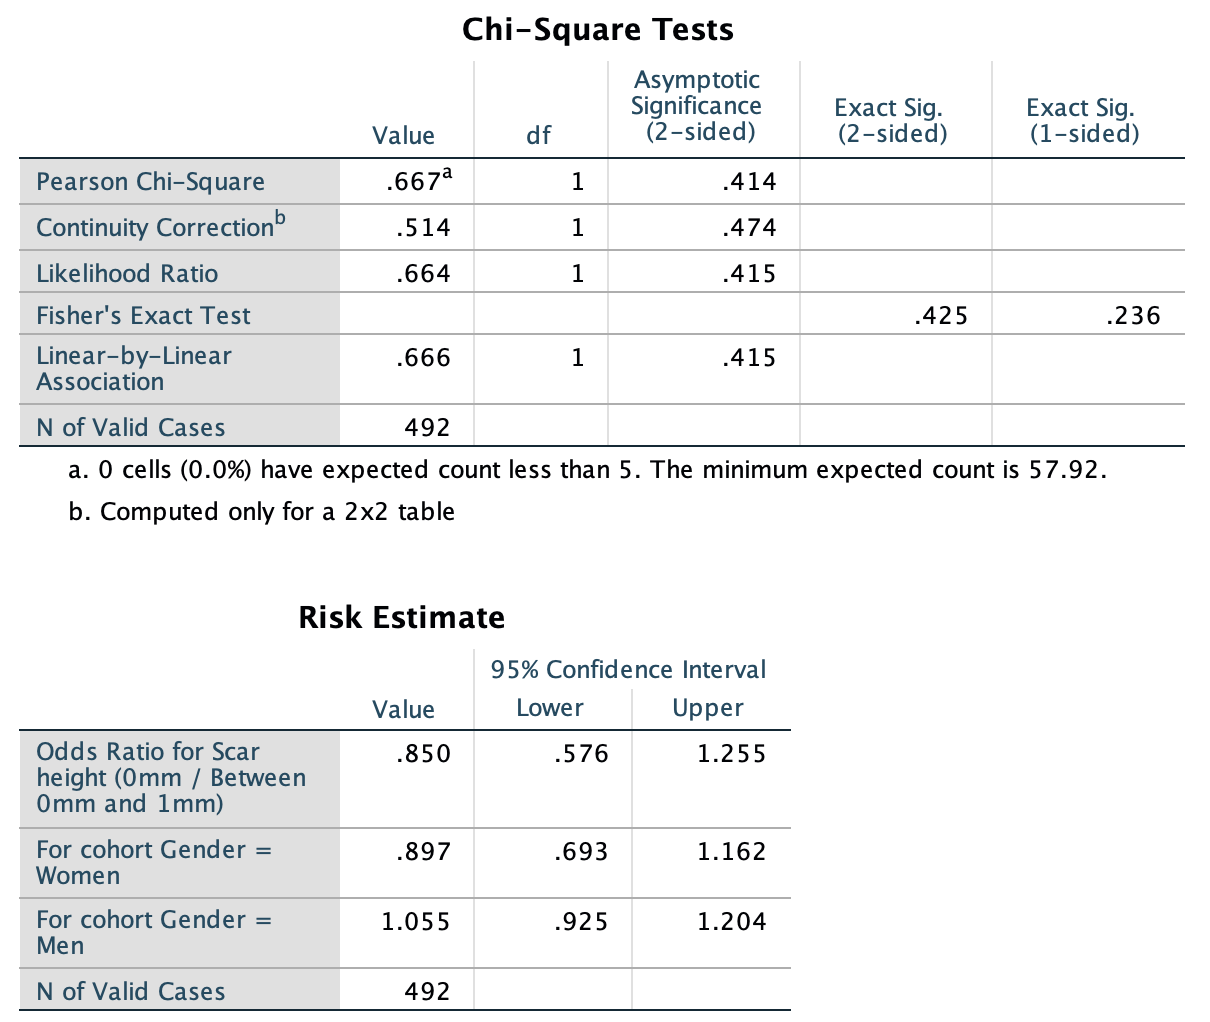 Chi-Square Tests
Value df Asymptotic Significance (2-sided) Exact Sig. (2-sided) Exact Sig. (1-sided)
Pearson Chi-Square .667a 1 .414
Continuity Correctionb .514 1 .474
Likelihood Ratio .664 1 .415
Fisher's Exact Test .425 .236
Linear-by-Linear Association .666 1 .415
N of Valid Cases 492
a. 0 cells (0.0%) have expected count less than 5. The minimum expected count is 57.92.
b. Computed only for a 2x2 table
Risk Estimate
95% Confidence Interval
Value Lower Upper
Odds Ratio for Scar height (0mm / Between 0mm and 1mm) .850 .576 1.255
For cohort Gender = Women .897 .693 1.162
For cohort Gender = Men 1.055 .925 1.204
N of Valid Cases 492